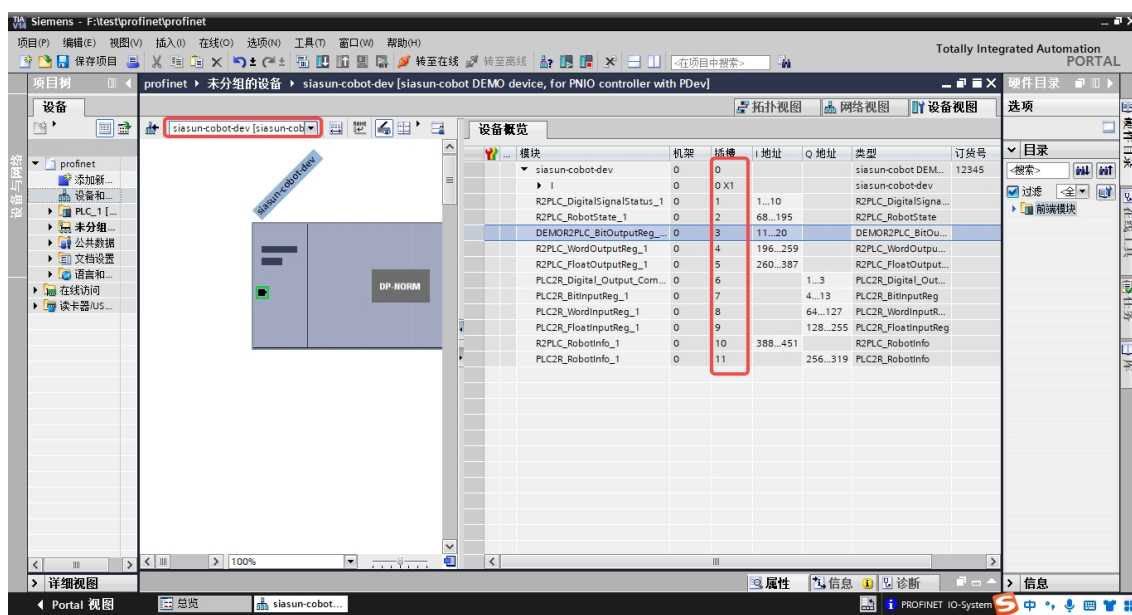 Siemens - F:\test\profinet\profinet
项目(P) 编辑(E) 视图(V) 插入(I) 在线(O) 选项(N) 工具(T) 窗口(W) 帮助(H)
Totally Integrated Automation
PORTAL
保存项目 转至在线 转至离线 <在项目中搜索>
项目树
profinet ▸ 未分组的设备 ▸ siasun-cobot-dev [siasun-cobot DEMO device, for PNIO controller with PDev]
硬件目录
设备
拓扑视图 网络视图 设备视图
选项
siasun-cobot-dev [siasun-cob
设备概览
设备与网络
profinet
添加新...
设备和...
PLC_1 [...
未分组...
公共数据
文档设置
语言和...
在线访问
读卡器/US...
siasun-cobot-dev
DP-NORM
100%
... 模块 机架 插槽 I 地址 Q 地址 类型 订货号
siasun-cobot-dev 0 0 siasun-cobot DEM... 12345
I 0 0 X1 siasun-cobot-dev
R2PLC_DigitalSignalStatus_1 0 1 1...10 R2PLC_DigitalSigna...
R2PLC_RobotState_1 0 2 68...195 R2PLC_RobotState
DEMOR2PLC_BitOutputReg_... 0 3 11...20 DEMOR2PLC_BitOu...
R2PLC_WordOutputReg_1 0 4 196...259 R2PLC_WordOutpu...
R2PLC_FloatOutputReg_1 0 5 260...387 R2PLC_FloatOutput...
PLC2R_Digital_Output_Com... 0 6 1...3 PLC2R_Digital_Out...
PLC2R_BitInputReg_1 0 7 4...13 PLC2R_BitInputReg
PLC2R_WordInputReg_1 0 8 64...127 PLC2R_WordInputR...
PLC2R_FloatInputReg_1 0 9 128...255 PLC2R_FloatInputReg
R2PLC_RobotInfo_1 0 10 388...451 R2PLC_RobotInfo
PLC2R_RobotInfo_1 0 11 256...319 PLC2R_RobotInfo
目录
<搜索>
过滤 <全
前端模块
在线工具
任务
库
详细视图
属性 信息 诊断
信息
Portal 视图 总览 siasun-cobot...
PROFINET IO-System
中